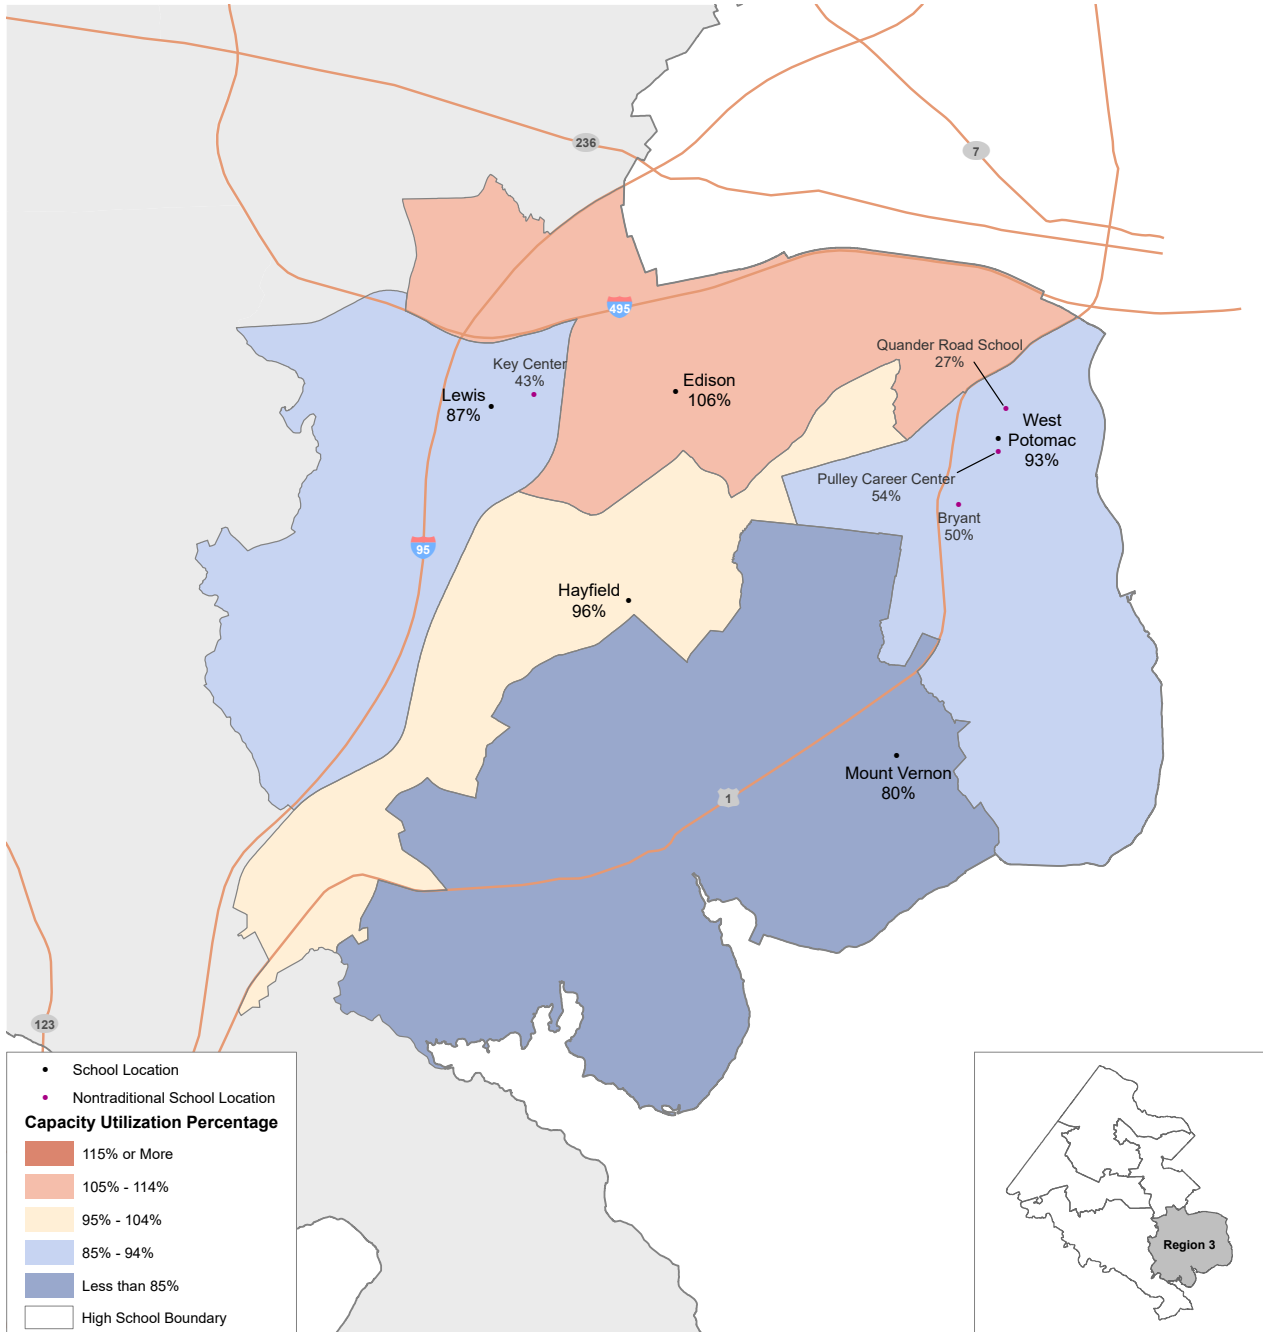 236
7
495
Quander Road School
27%
Key Center
43%
Edison
106%
Lewis
87%
West
Potomac
93%
Pulley Career Center
54%
Bryant
50%
95
Hayfield
96%
Mount Vernon
80%
1
123
School Location
Nontraditional School Location
Capacity Utilization Percentage
115% or More
105% - 114%
95% - 104%
85% - 94%
Less than 85%
High School Boundary
Region 3